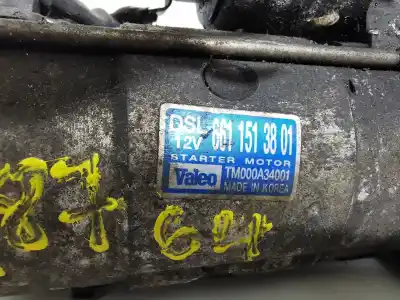 DSL 661 151 38 01
12V
STARTER MOTOR
Valeo TM000A34001
MADE IN KOREA